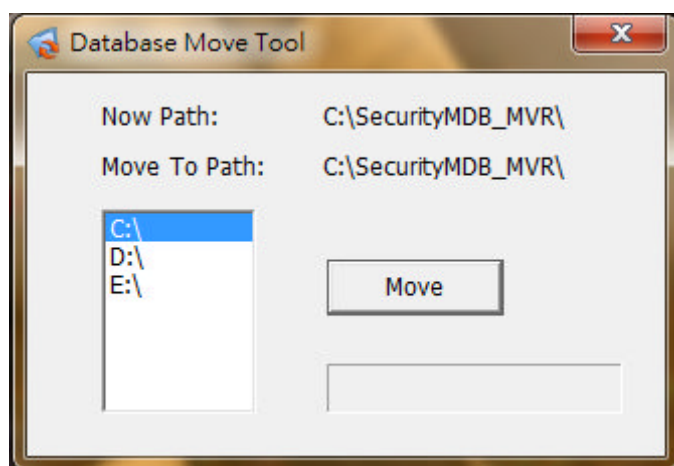 Database Move Tool
Now Path: C:\SecurityMDB_MVR\
Move To Path: C:\SecurityMDB_MVR\
C:\
D:\
E:\
Move